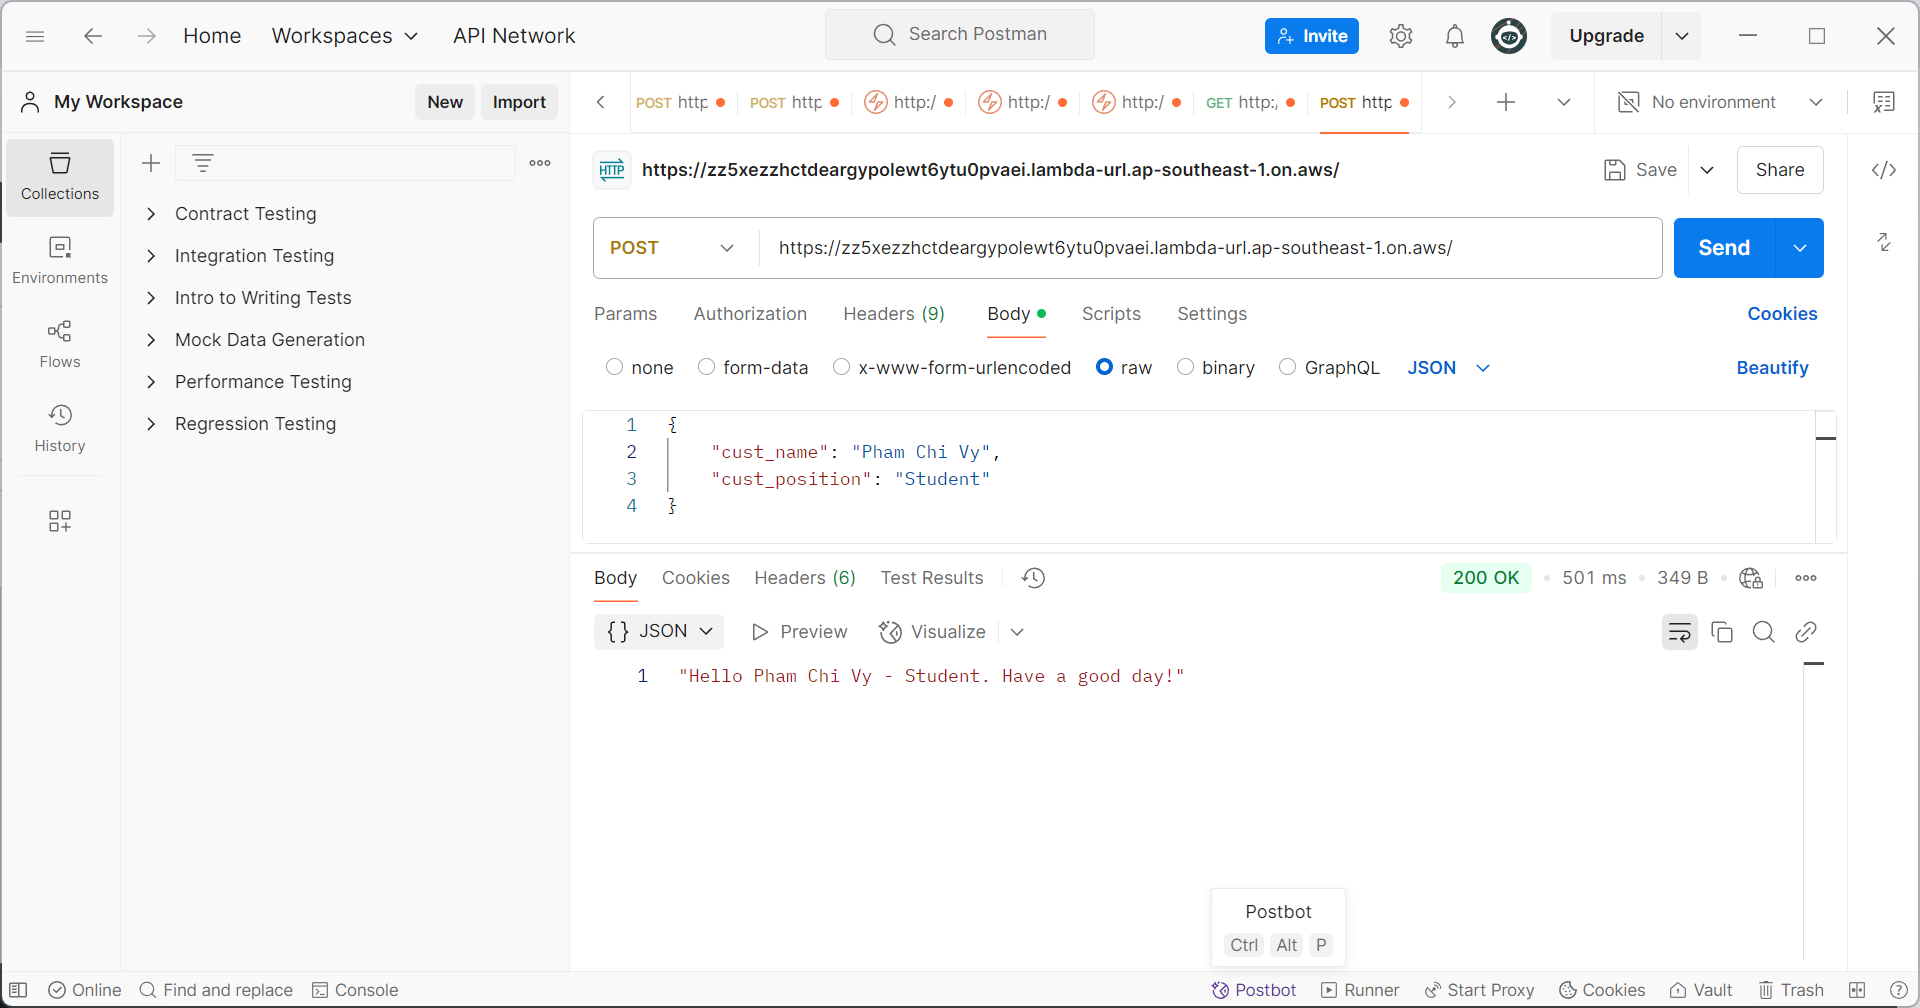 Home Workspaces API Network Search Postman Invite Upgrade
My Workspace New Import
POST http POST http http:/ http:/ http:/ GET http:/ POST http No environment
Collections
Environments
Flows
History
Contract Testing
Integration Testing
Intro to Writing Tests
Mock Data Generation
Performance Testing
Regression Testing
HTTP https://zz5xezzhctdeargypolewt6ytu0pvaei.lambda-url.ap-southeast-1.on.aws/ Save Share
POST https://zz5xezzhctdeargypolewt6ytu0pvaei.lambda-url.ap-southeast-1.on.aws/ Send
Params Authorization Headers (9) Body Scripts Settings Cookies
none form-data x-www-form-urlencoded raw binary GraphQL JSON Beautify
1 {
2 "cust_name": "Pham Chi Vy",
3 "cust_position": "Student"
4 }
Body Cookies Headers (6) Test Results 200 OK 501 ms 349 B
{} JSON Preview Visualize
1 "Hello Pham Chi Vy - Student. Have a good day!"
Postbot
Ctrl Alt P
Online Find and replace Console Postbot Runner Start Proxy Cookies Vault Trash